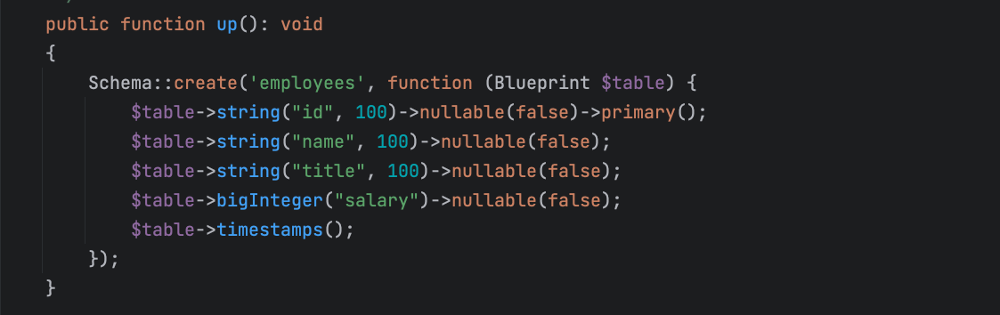 public function up(): void
{
    Schema::create('employees', function (Blueprint $table) {
        $table->string("id", 100)->nullable(false)->primary();
        $table->string("name", 100)->nullable(false);
        $table->string("title", 100)->nullable(false);
        $table->bigInteger("salary")->nullable(false);
        $table->timestamps();
    });
}